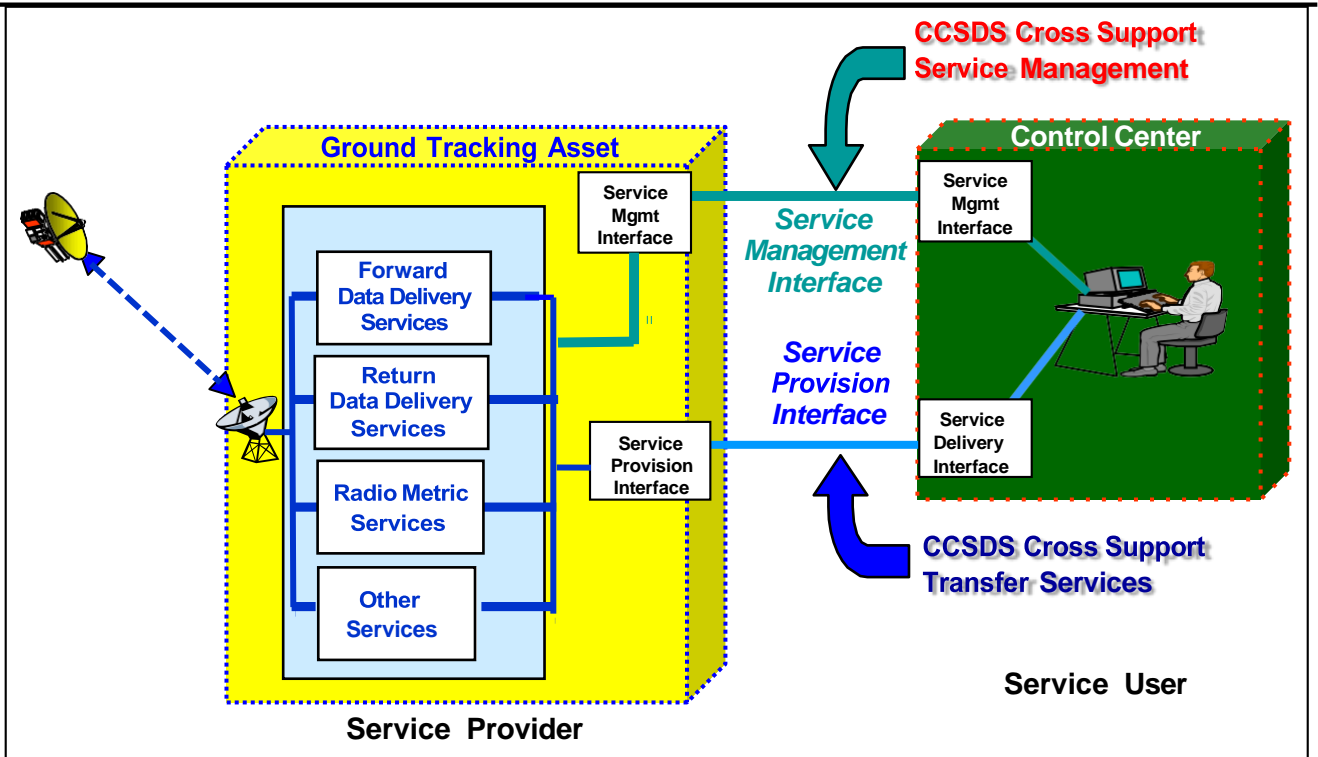 CCSDS Cross Support
Service Management
Ground Tracking Asset
Control Center
Service
Mgmt
Interface
Service
Mgmt
Interface
Service
Management
Interface
Forward
Data Delivery
Services
Return
Data Delivery
Services
Radio Metric
Services
Other
Services
Service
Provision
Interface
Service
Provision
Interface
Service
Delivery
Interface
CCSDS Cross Support
Transfer Services
Service User
Service Provider